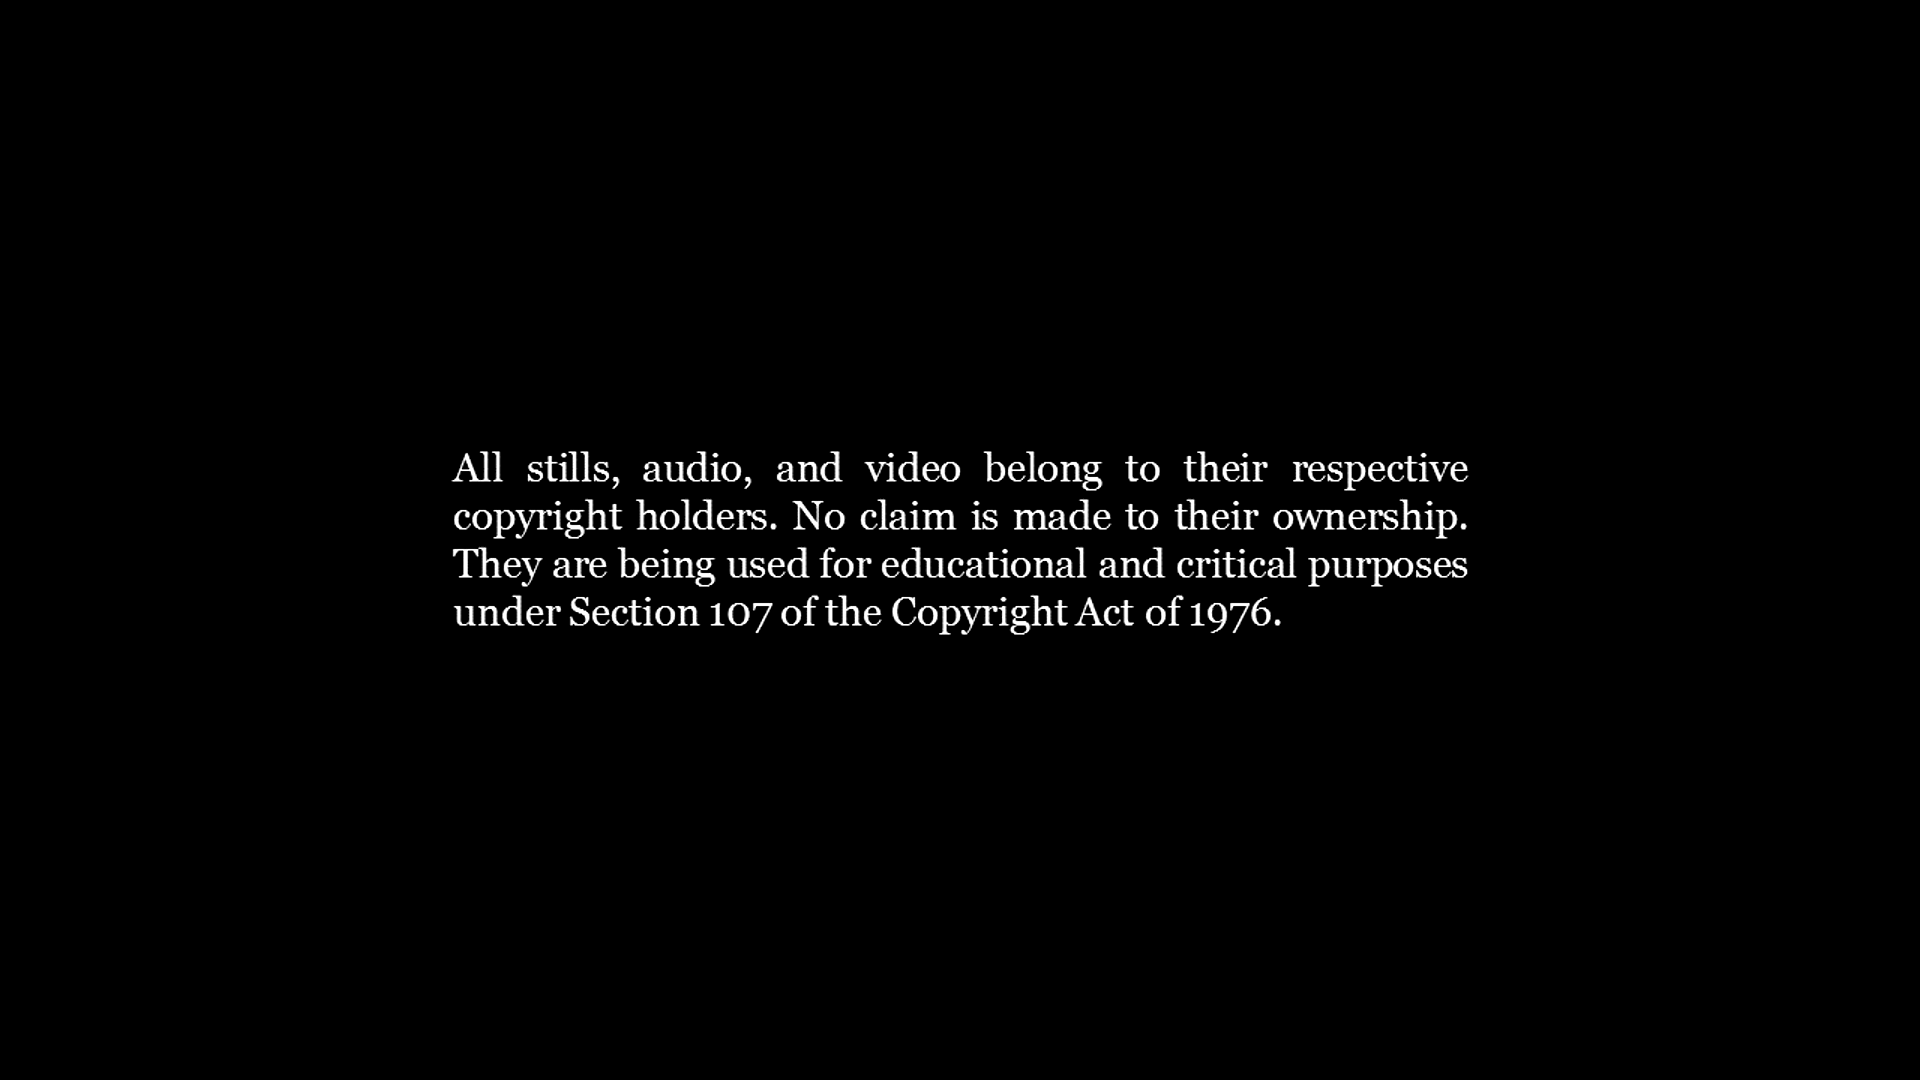 All stills, audio, and video belong to their respective
copyright holders. No claim is made to their ownership.
They are being used for educational and critical purposes
under Section 107 of the Copyright Act of 1976.